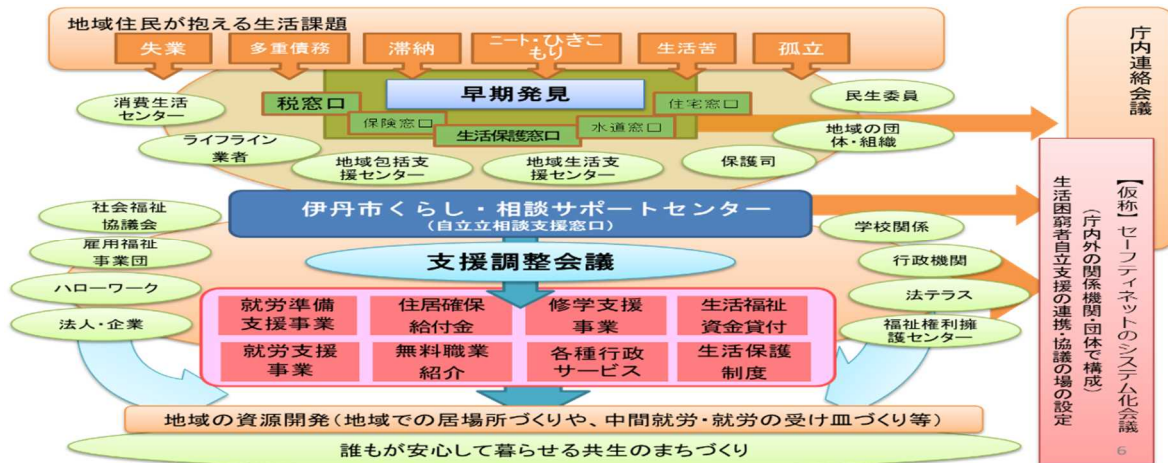 地域住民が抱える生活課題
失業
多重債務
滞納
ニート・ひきこ
もり
生活苦
孤立
早期発見
税窓口
保険窓口
生活保護窓口
水道窓口
住宅窓口
消費生活
センター
ライフライン
業者
地域包括支
援センター
地域生活支
援センター
保護司
民生委員
地域の団
体・組織
庁内連絡会議
伊丹市くらし・相談サポートセンター
(自立立相談支援窓口)
支援調整会議
社会福祉
協議会
雇用福祉
事業団
ハローワーク
法人・企業
学校関係
行政機関
法テラス
福祉権利擁
護センター
就労準備
支援事業
住居確保
給付金
修学支援
事業
生活福祉
資金貸付
就労支援
事業
無料職業
紹介
各種行政
サービス
生活保護
制度
【仮称】セーフティネットのシステム化会議
(庁内外の関係機関・団体で構成)
生活困窮者自立支援の連携・協議の場の設定
地域の資源開発(地域での居場所づくりや、中間就労・就労の受け皿づくり等)
誰もが安心して暮らせる共生のまちづくり
6